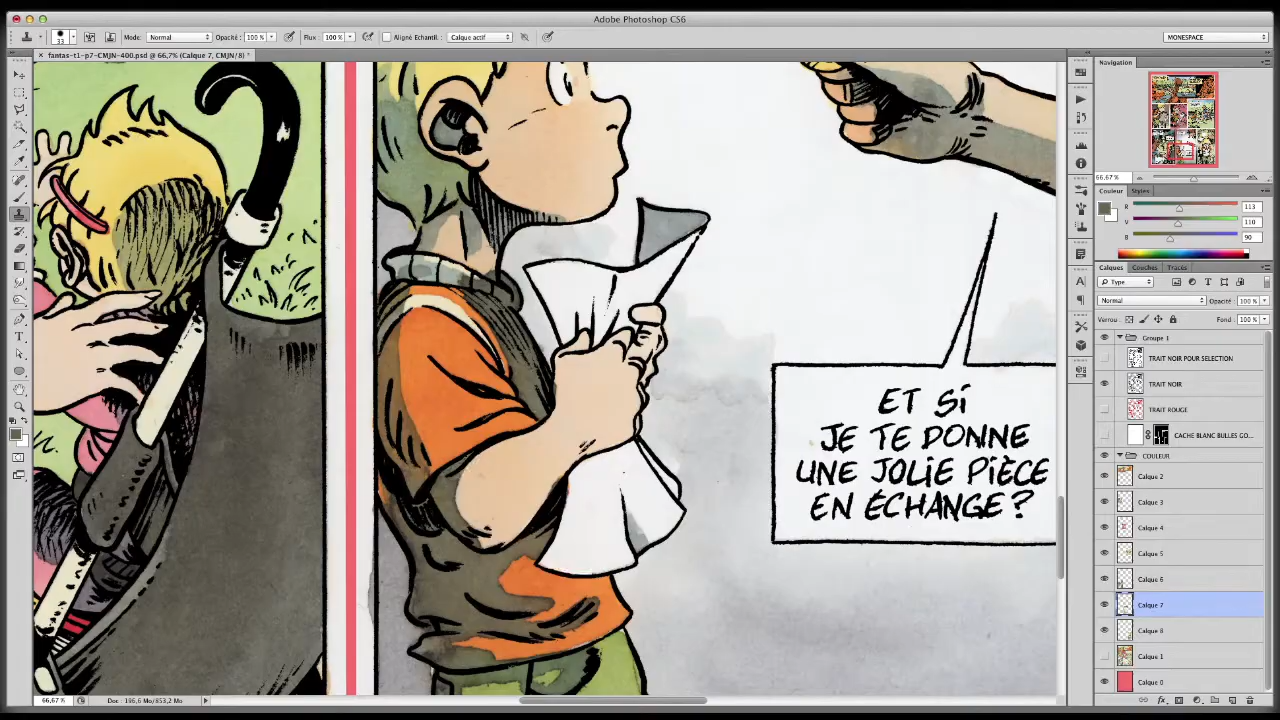 Adobe Photoshop CS6
33
Mode: Normal
Opacité: 100 %
Flux: 100 %
Aligné Echantil.: Calque actif
MONESPACE
fantas-t1-p7-CMJN-400.psd @ 66,7% (Calque 7, CMJN/8) *
Navigation
66.67%
Couleur Styles
R 113
V 110
B 90
Calques Couches Tracés
Type
Normal Opacité: 100 %
Verrou: Fond: 100 %
Groupe 1
TRAIT NOIR POUR SELECTION
TRAIT NOIR
TRAIT ROUGE
CACHE BLANC BULLES GO...
COULEUR
Calque 2
Calque 3
Calque 4
Calque 5
Calque 6
Calque 7
Calque 8
Calque 1
Calque 0
ET Si
JE TE DONNE
UNE JOLiE PiÈCE
EN ÉCHANGE?
66,67% Doc : 196,6 Mo/853,2 Mo